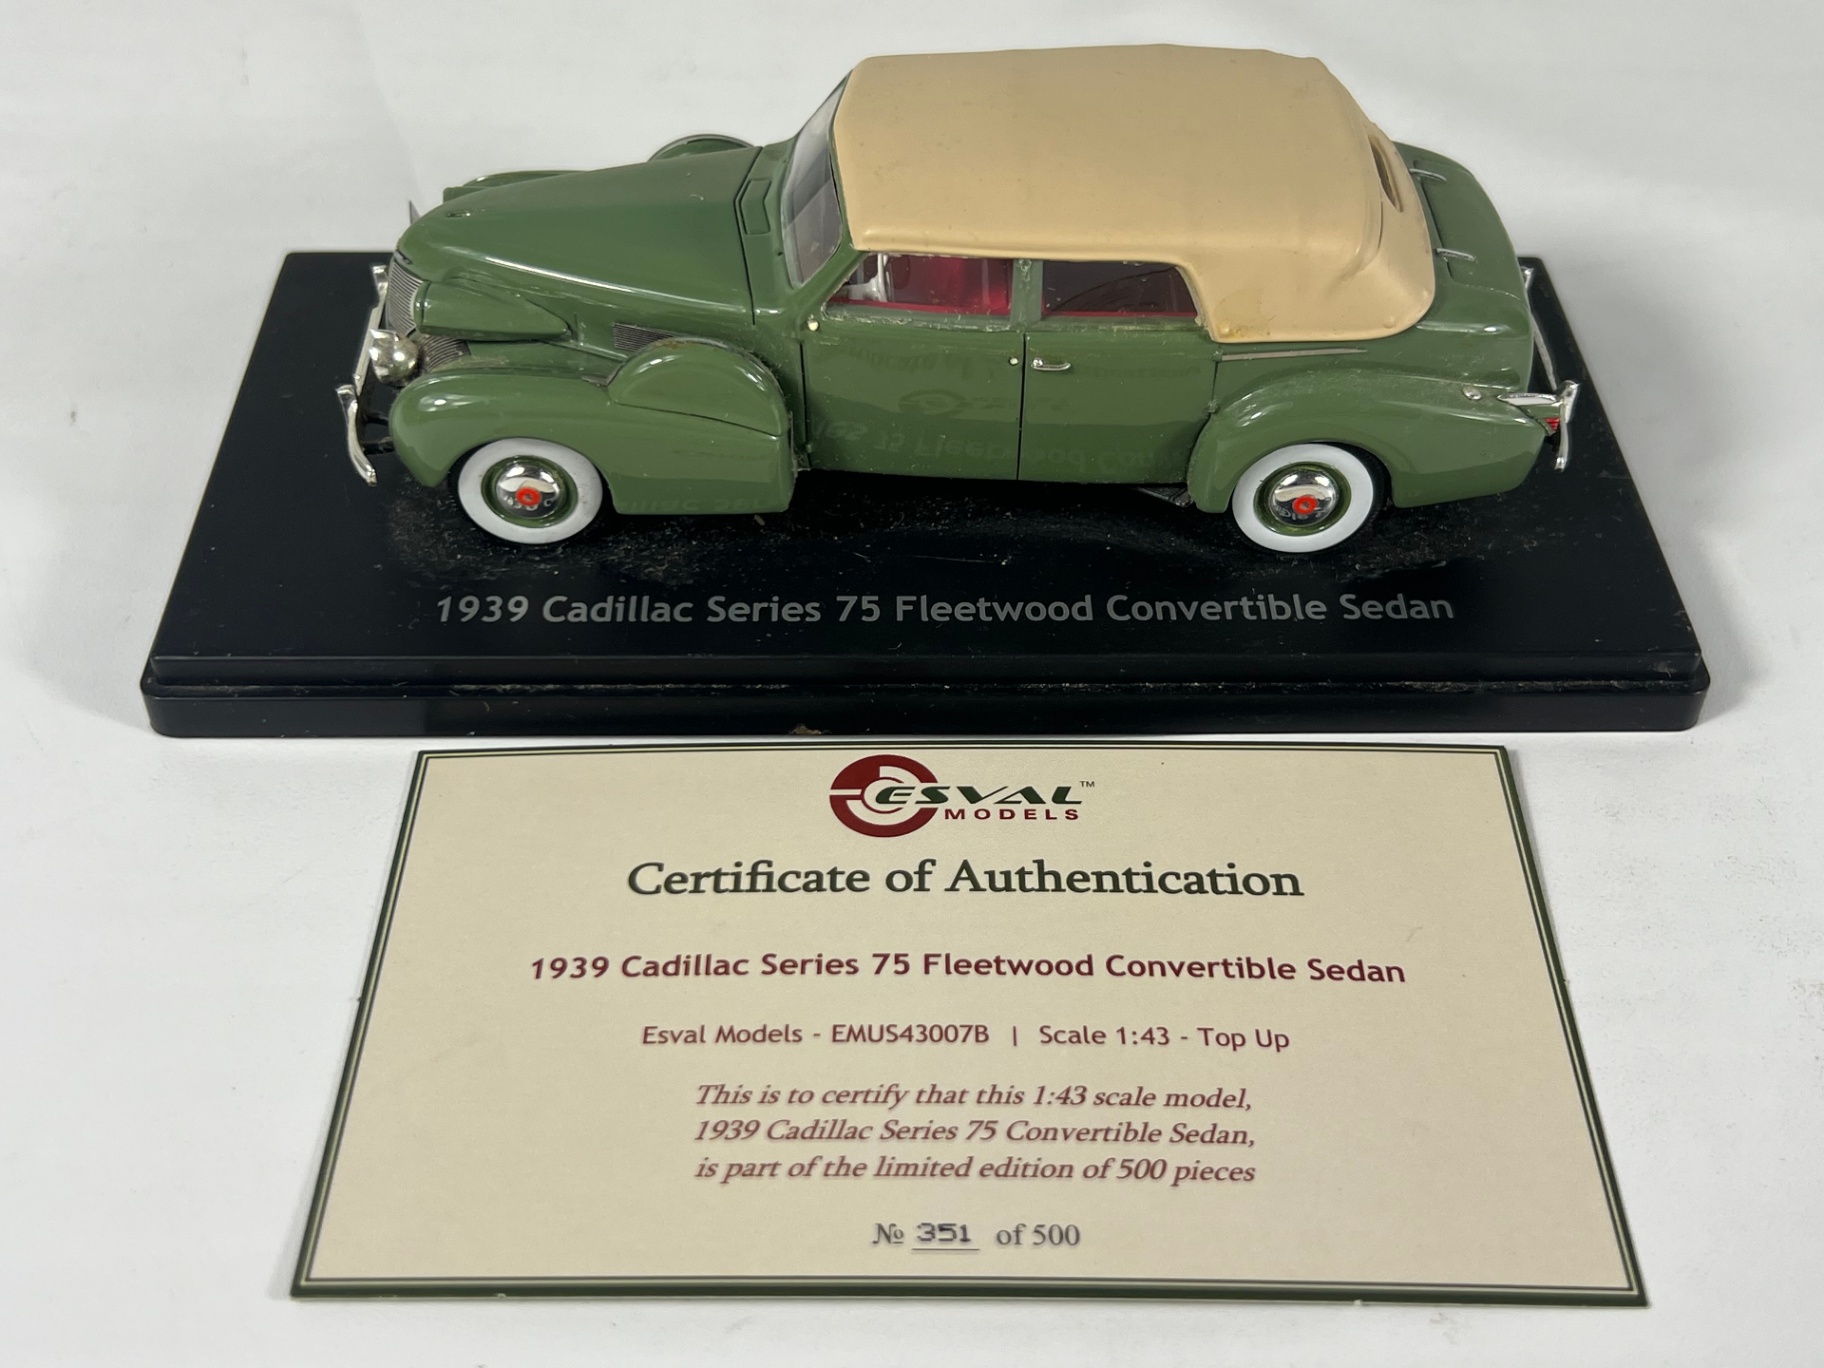 1939 Cadillac Series 75 Fleetwood Convertible Sedan
ESVAL™
MODELS
Certificate of Authentication
1939 Cadillac Series 75 Fleetwood Convertible Sedan
Esval Models - EMUS43007B | Scale 1:43 - Top Up
This is to certify that this 1:43 scale model,
1939 Cadillac Series 75 Convertible Sedan,
is part of the limited edition of 500 pieces
№ 351 of 500